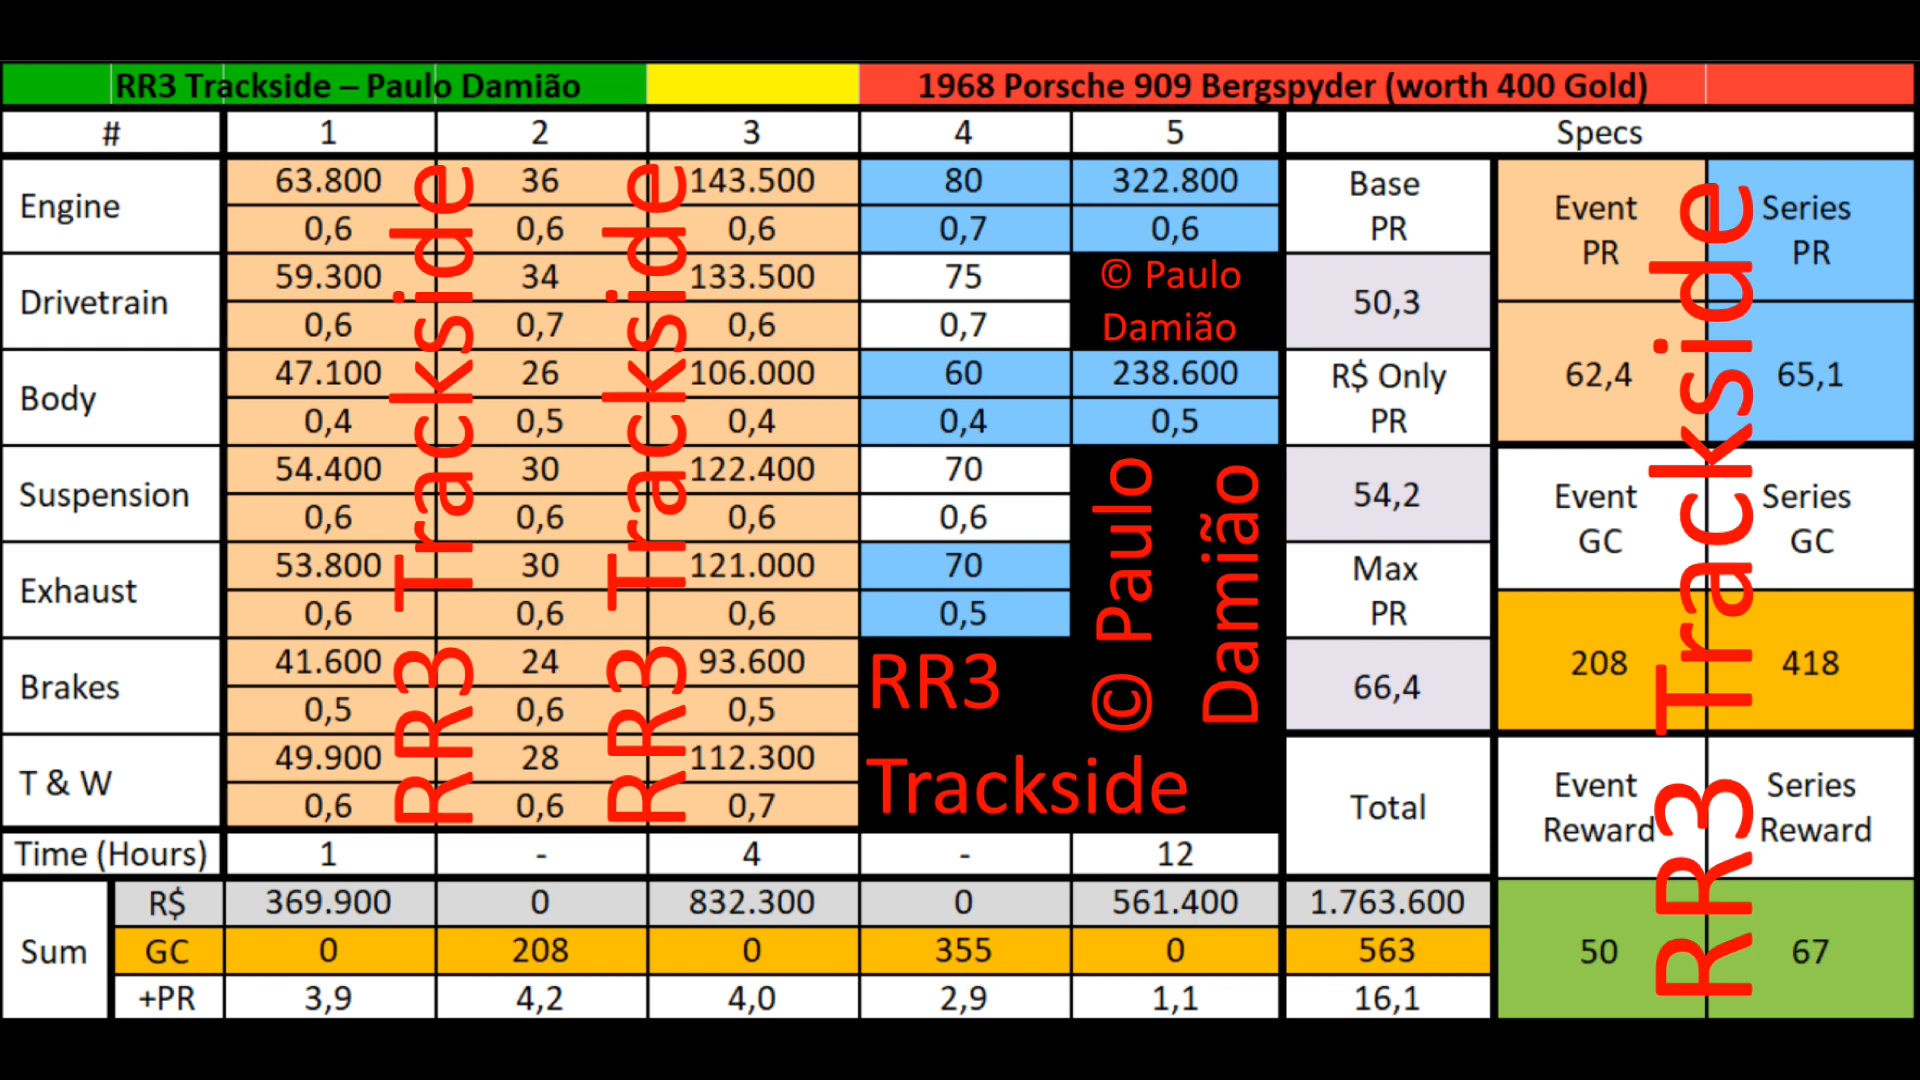 RR3 Trackside – Paulo Damião 1968 Porsche 909 Bergspyder (worth 400 Gold)
# 1 2 3 4 5 Specs
Engine 63.800 36 143.500 80 322.800 Base PR Event PR Series PR
0,6 0,6 0,6 0,7 0,6
Drivetrain 59.300 34 133.500 75 © Paulo Damião 50,3
0,6 0,7 0,6 0,7
Body 47.100 26 106.000 60 238.600 R$ Only PR 62,4 65,1
0,4 0,5 0,4 0,4 0,5
Suspension 54.400 30 122.400 70 54,2 Event GC Series GC
0,6 0,6 0,6 0,6
Exhaust 53.800 30 121.000 70 Max PR
0,6 0,6 0,6 0,5
Brakes 41.600 24 93.600 66,4 208 418
0,5 0,6 0,5
T & W 49.900 28 112.300 Total Event Reward Series Reward
0,6 0,6 0,7
Time (Hours) 1 - 4 - 12
Sum R$ 369.900 0 832.300 0 561.400 1.763.600 50 67
GC 0 208 0 355 0 563
+PR 3,9 4,2 4,0 2,9 1,1 16,1
RR3 Trackside
RR3 Trackside
RR3
Trackside
© Paulo
Damião
RR3 Trackside